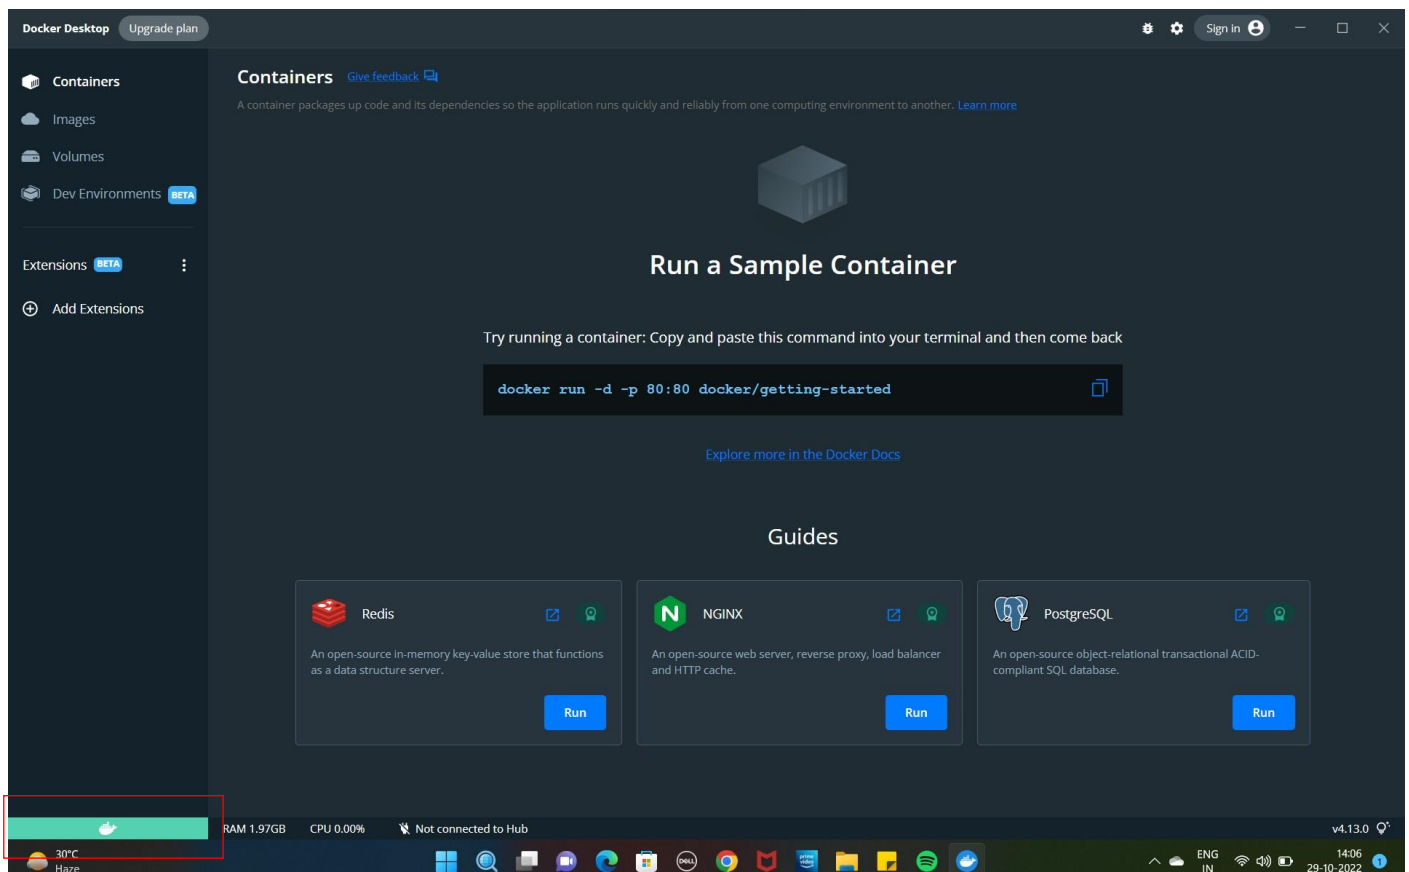 Docker Desktop Upgrade plan Sign in
Containers
Images
Volumes
Dev Environments BETA
Extensions BETA
Add Extensions
Containers Give feedback
A container packages up code and its dependencies so the application runs quickly and reliably from one computing environment to another. Learn more
Run a Sample Container
Try running a container: Copy and paste this command into your terminal and then come back
docker run -d -p 80:80 docker/getting-started
Explore more in the Docker Docs
Guides
Redis
An open-source in-memory key-value store that functions
as a data structure server.
Run
NGINX
An open-source web server, reverse proxy, load balancer
and HTTP cache.
Run
PostgreSQL
An open-source object-relational transactional ACID-
compliant SQL database.
Run
RAM 1.97GB CPU 0.00% Not connected to Hub v4.13.0
30°C
Haze
DELL
prime
video
ENG
IN
14:06
29-10-2022
1